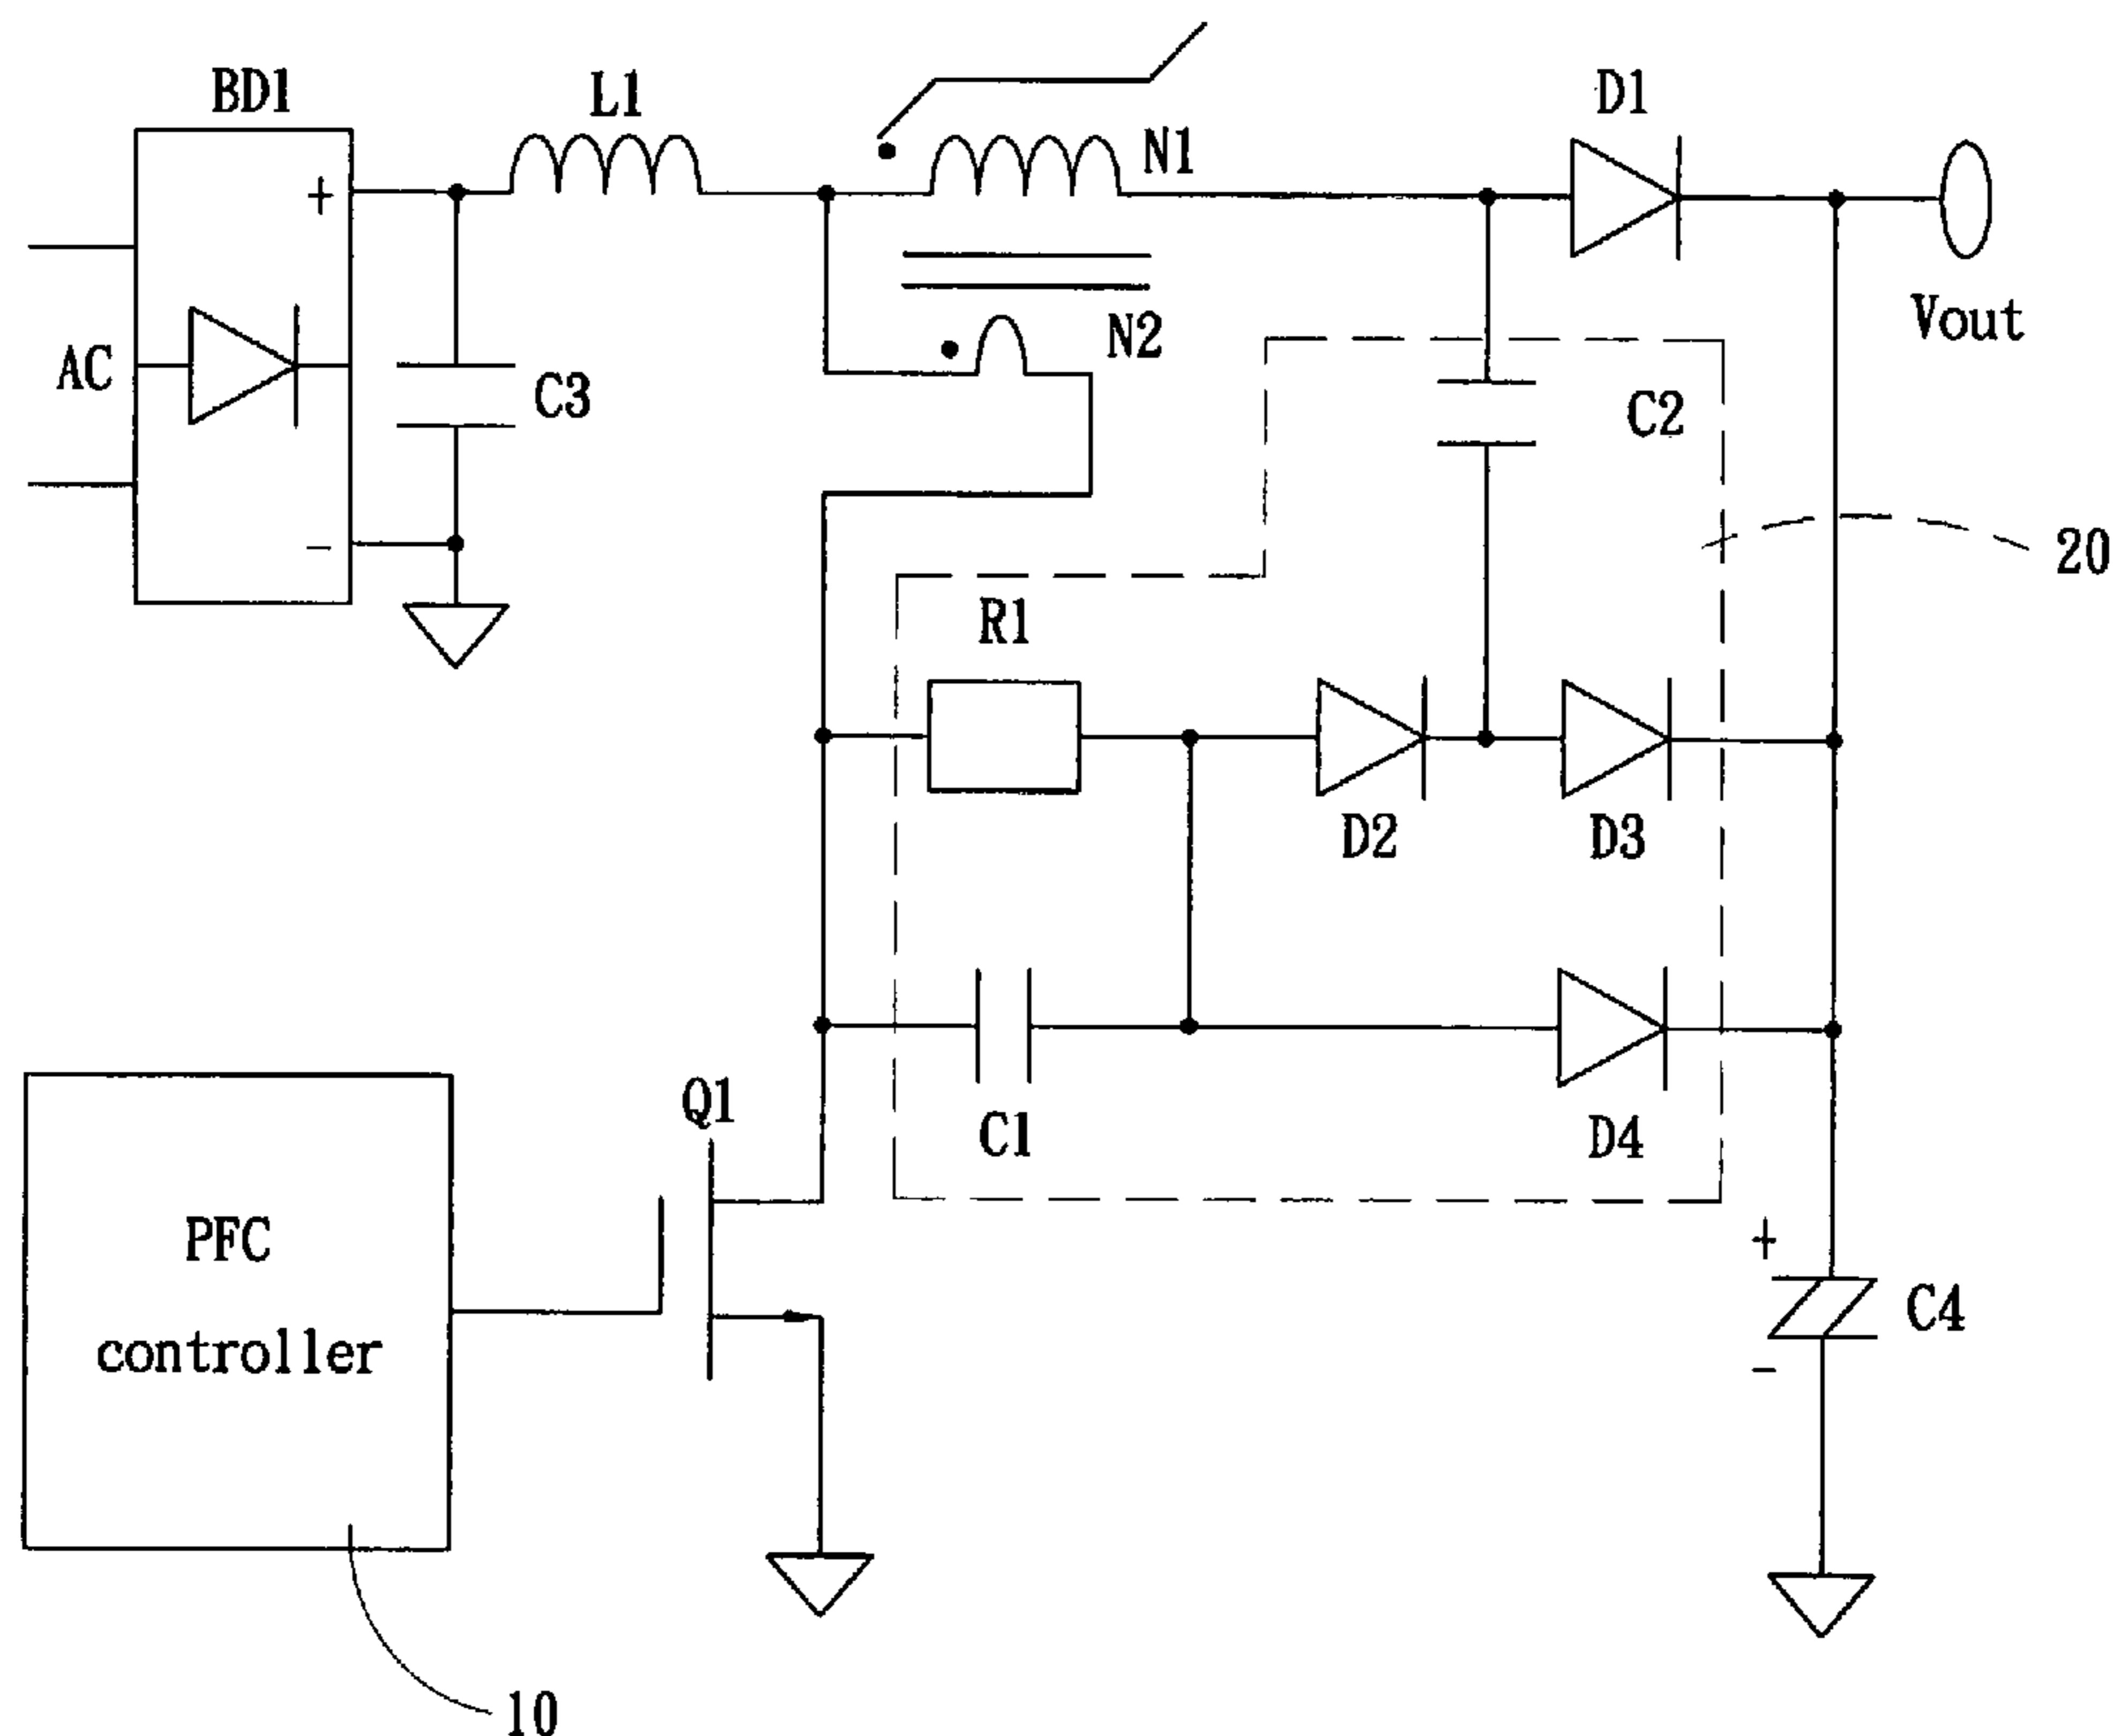 BD1
L1
N1
D1
+
Vout
N2
AC
C3
C2
-
20
R1
D2
D3
Q1
C1
D4
PFC
controller
+
C4
-
10